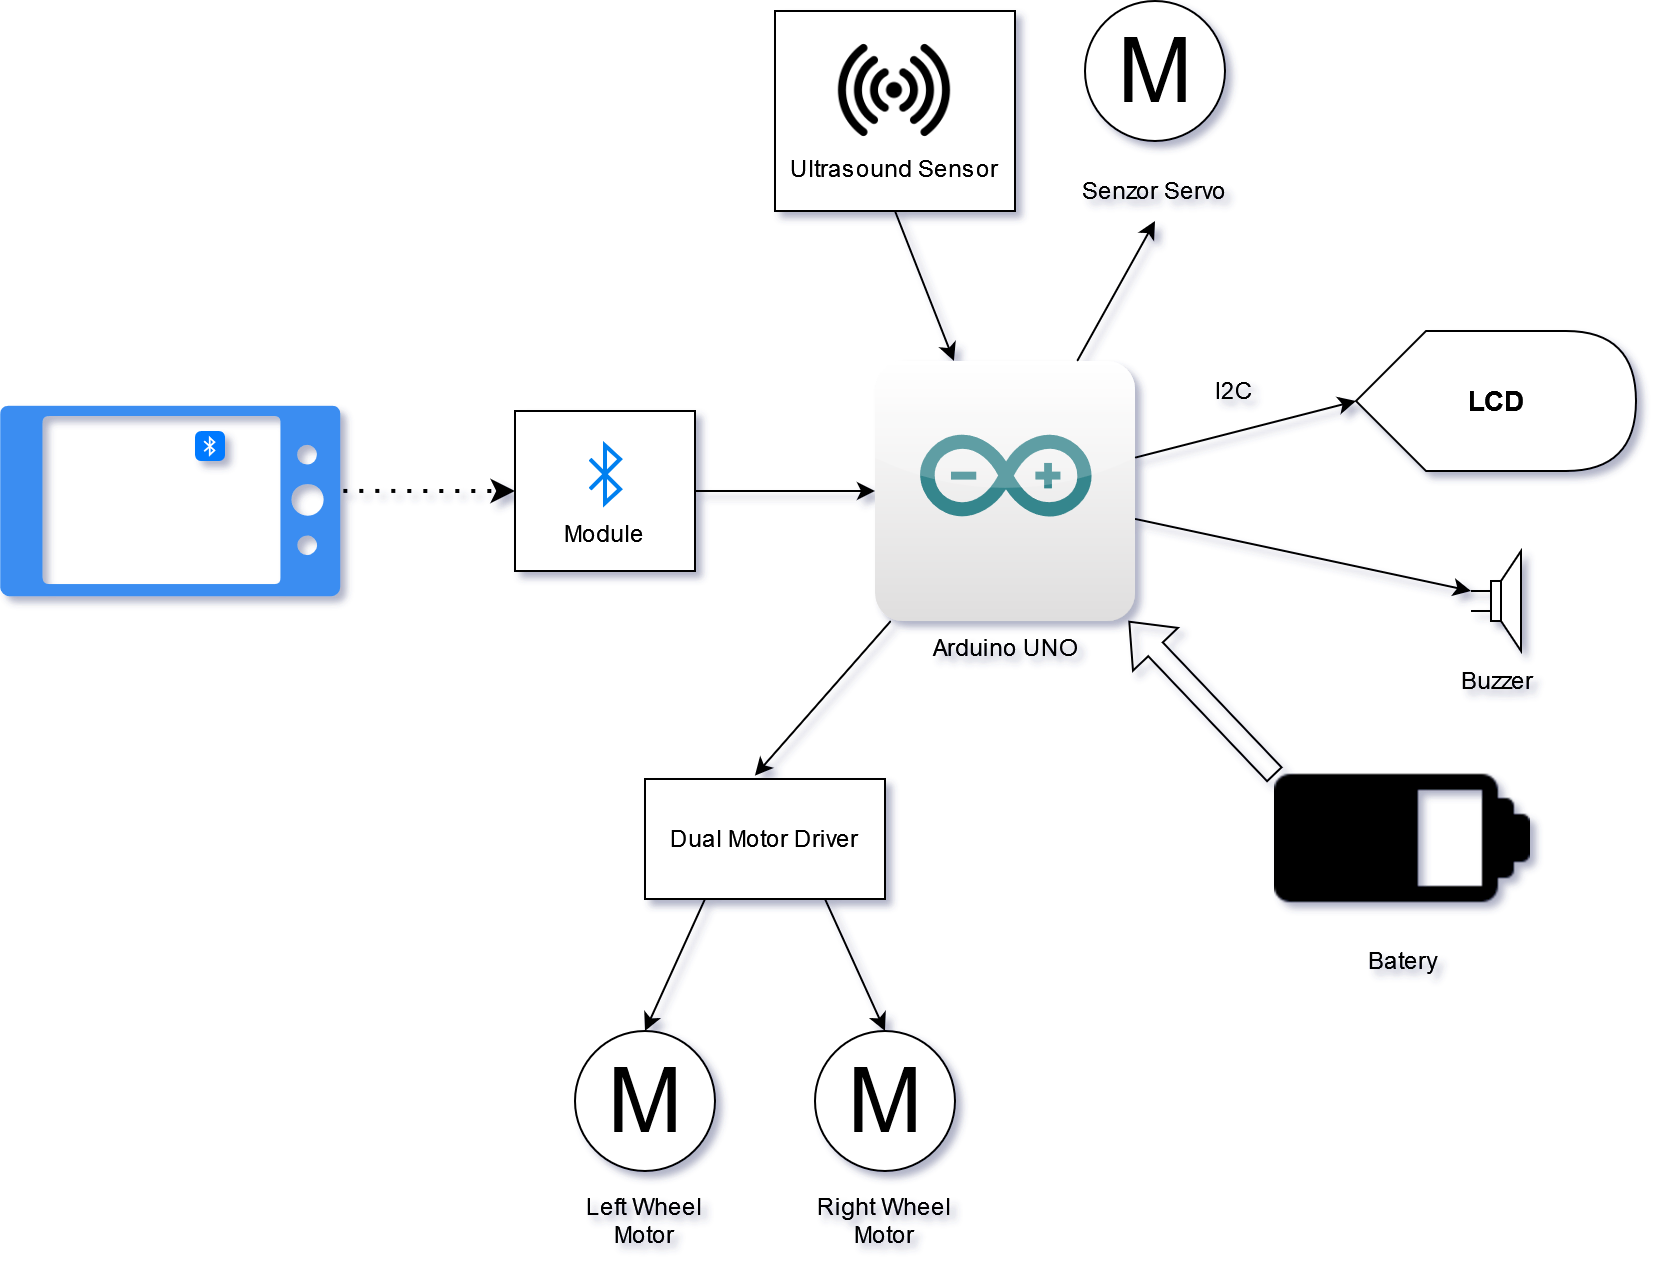 M
Ultrasound Sensor
Senzor Servo
I2C
LCD
Module
Arduino UNO
Buzzer
Dual Motor Driver
Batery
M
M
Left Wheel
Motor
Right Wheel
Motor